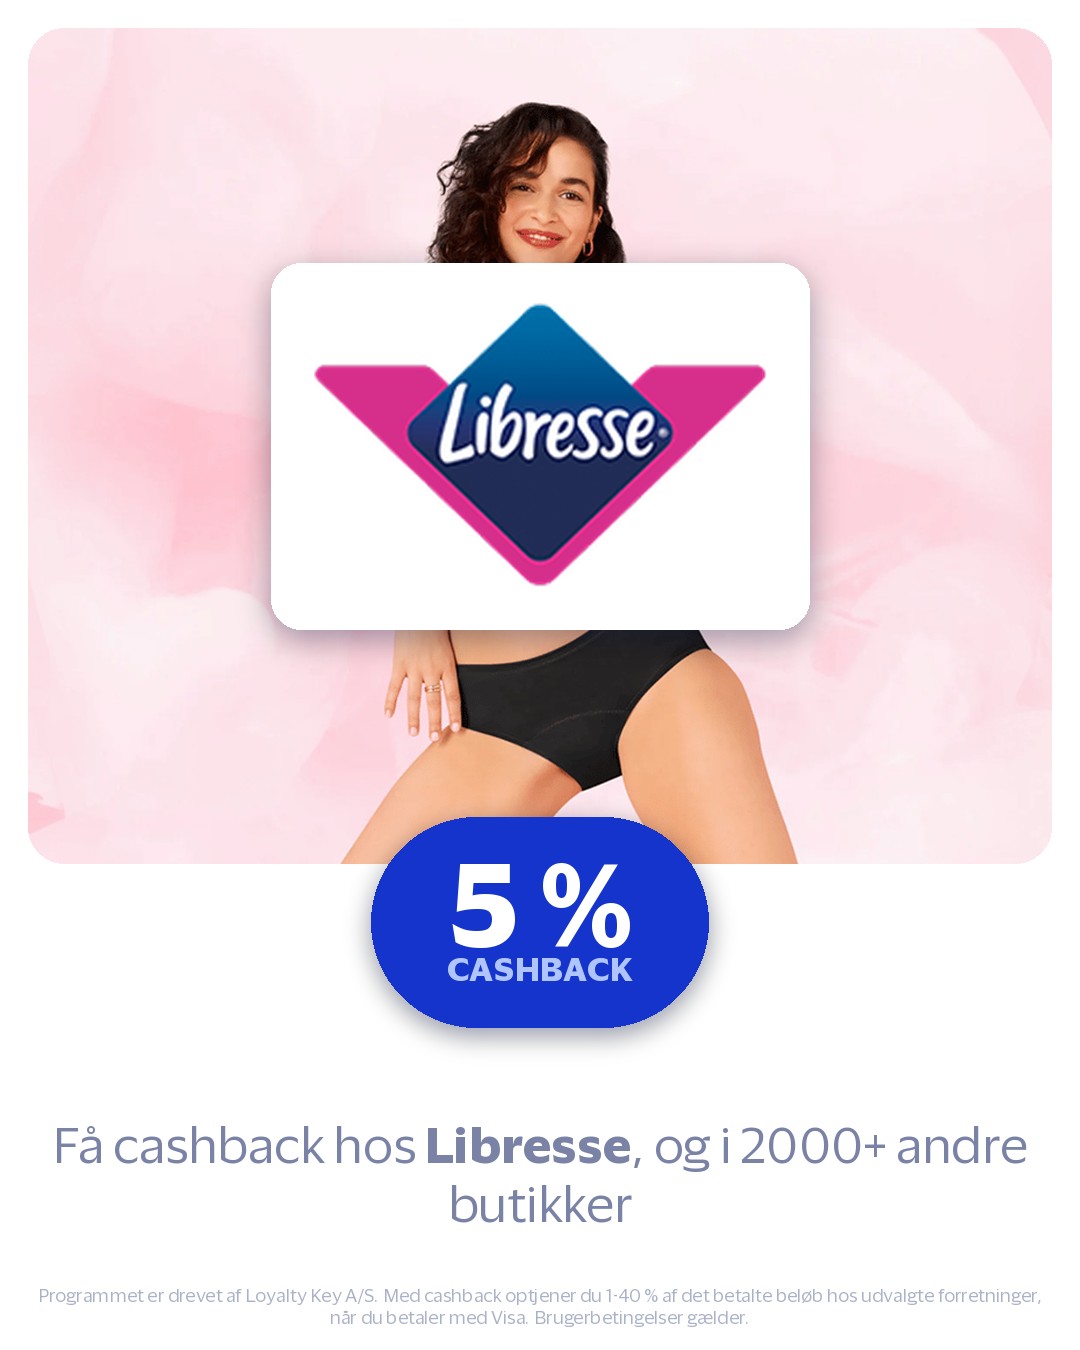 Libresse
5 %
CASHBACK
Få cashback hos Libresse, og i 2000+ andre
butikker
Programmet er drevet af Loyalty Key A/S. Med cashback optjener du 1-40 % af det betalte beløb hos udvalgte forretninger,
når du betaler med Visa. Brugerbetingelser gælder.